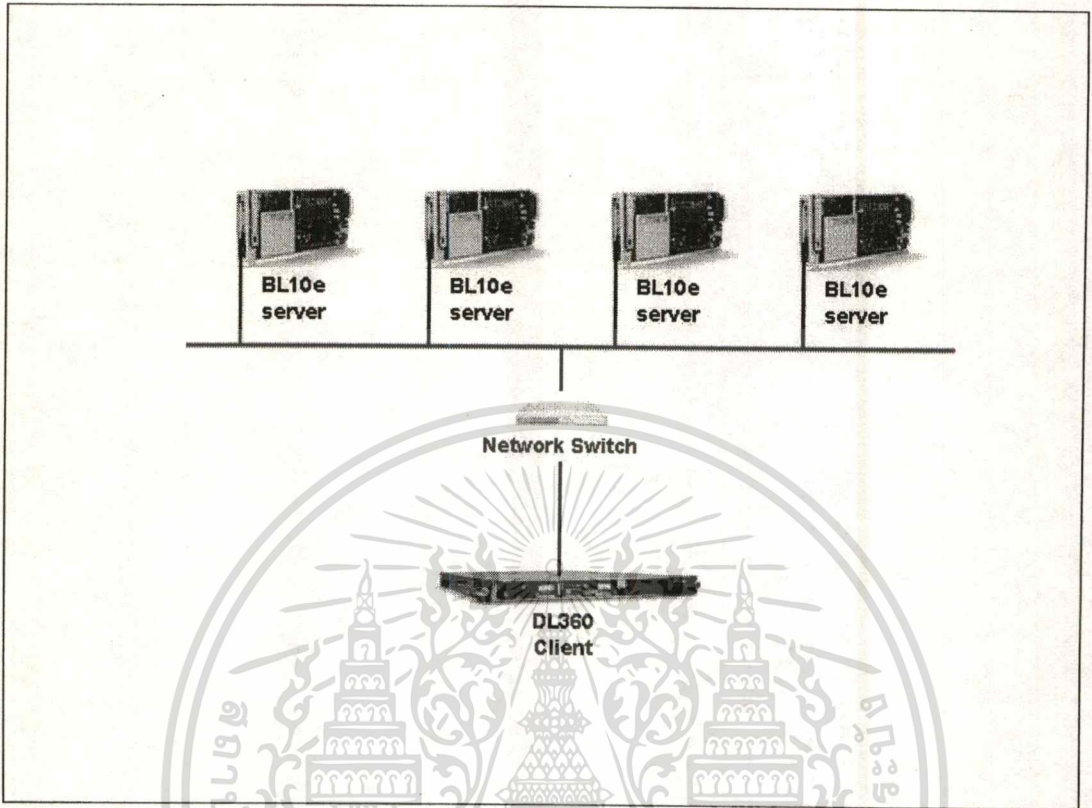 BL10e
server
BL10e
server
BL10e
server
BL10e
server
Network Switch
DL360
Client